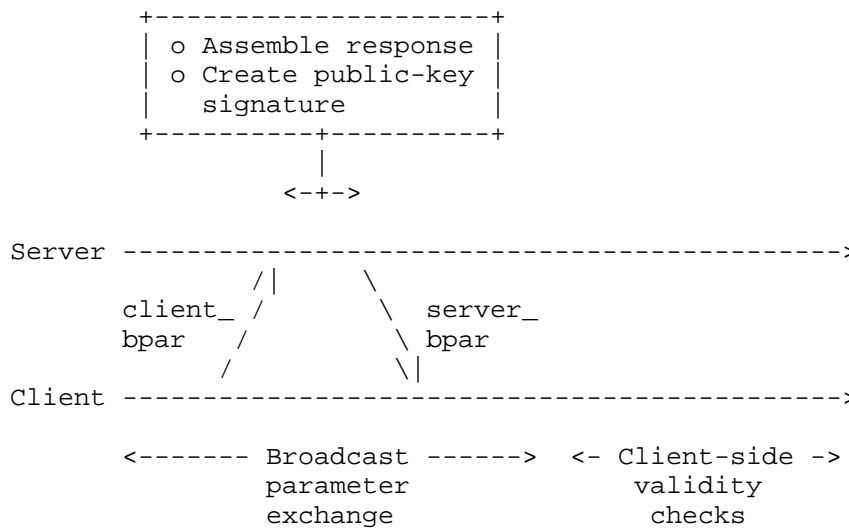 o Assemble response
o Create public-key
signature
Server
client_ server_
bpar bpar
Client
Broadcast Client-side
parameter validity
exchange checks